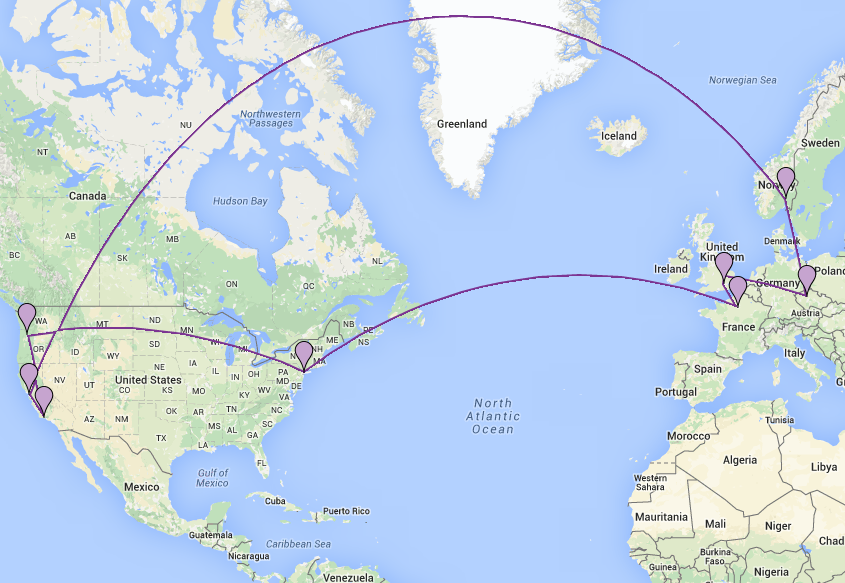 Norwegian Sea
Northwestern
Passages
NU
Greenland
Iceland
Sweden
NT
Norway
Canada
Hudson Bay
AB
MB
SK
BC
NL
ON
United
Kingdom
Denmark
Ireland
Poland
Germany
WA
MT
ND
MN
NB
PE
NS
ME
Austria
France
OR
ID
SD
WI
MI
NH
MA
WY
NE
IA
PA
Italy
NV
UT
United States
CO
IL
IN
OH
MD
DE
Spain
KS
MO
KY
WV
VA
Portugal
North
Atlantic
Ocean
AZ
NM
OK
AR
TN
NC
SC
MS
AL
GA
Tunisia
TX
LA
Morocco
FL
Algeria
Libya
Gulf of
Mexico
Mexico
Western
Sahara
Cuba
Puerto Rico
Mauritania
Mali
Niger
Guatemala
Caribbean Sea
Chad
Nicaragua
Burkina
Faso
Guinea
Nigeria
Venezuela